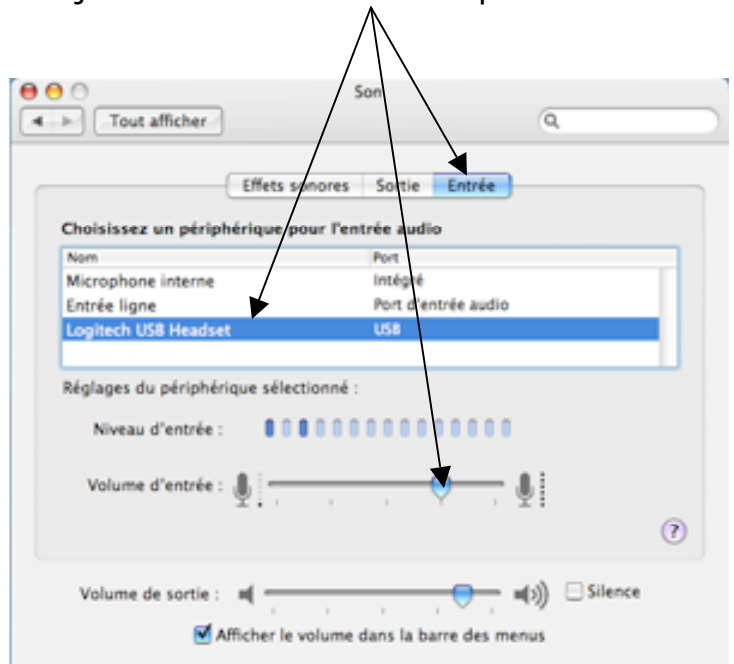 Son
Tout afficher
Effets sonores Sortie Entrée
Choisissez un périphérique pour l'entrée audio
Nom Port
Microphone interne Intégré
Entrée ligne Port d'entrée audio
Logitech USB Headset USB
Réglages du périphérique sélectionné :
Niveau d'entrée :
Volume d'entrée :
?
Volume de sortie : Silence
Afficher le volume dans la barre des menus